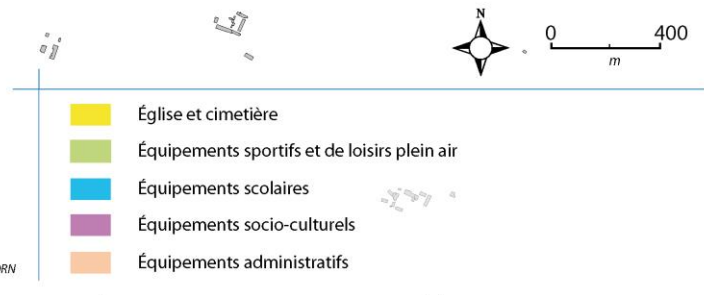 N
0 400
m
Église et cimetière
Équipements sportifs et de loisirs plein air
Équipements scolaires
Équipements socio-culturels
Équipements administratifs